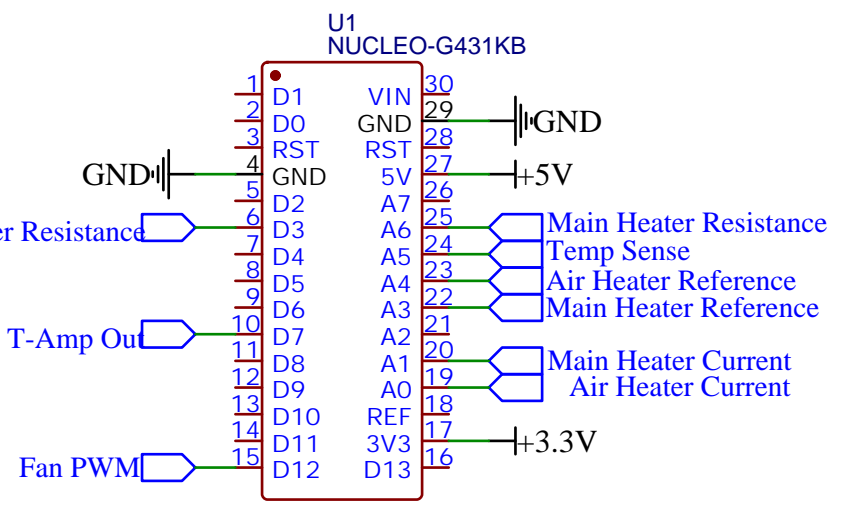 U1
NUCLEO-G431KB
1 D1 VIN 30
2 D0 GND 29 GND
3 RST RST 28
GND 4 GND 5V 27 +5V
5 D2 A7 26
Resistance 6 D3 A6 25 Main Heater Resistance
7 D4 A5 24 Temp Sense
8 D5 A4 23 Air Heater Reference
9 D6 A3 22 Main Heater Reference
T-Amp Out 10 D7 A2 21
11 D8 A1 20 Main Heater Current
12 D9 A0 19 Air Heater Current
13 D10 REF 18
14 D11 3V3 17 +3.3V
Fan PWM 15 D12 D13 16